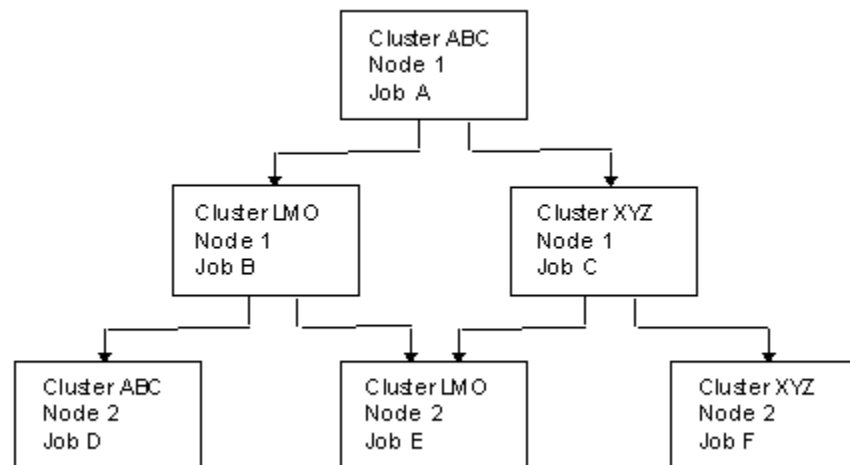 Cluster ABC
Node 1
Job A
Cluster LMO
Node 1
Job B
Cluster XYZ
Node 1
Job C
Cluster ABC
Node 2
Job D
Cluster LMO
Node 2
Job E
Cluster XYZ
Node 2
Job F